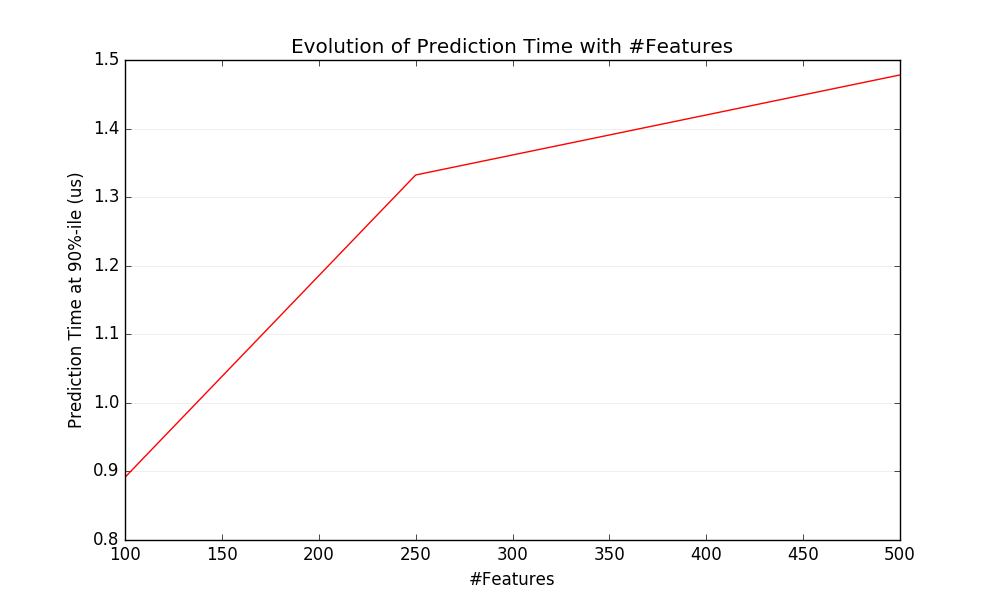 Evolution of Prediction Time with #Features
1.5
1.4
1.3
1.2
1.1
1.0
0.9
0.8
Prediction Time at 90%-ile (us)
100 150 200 250 300 350 400 450 500
#Features